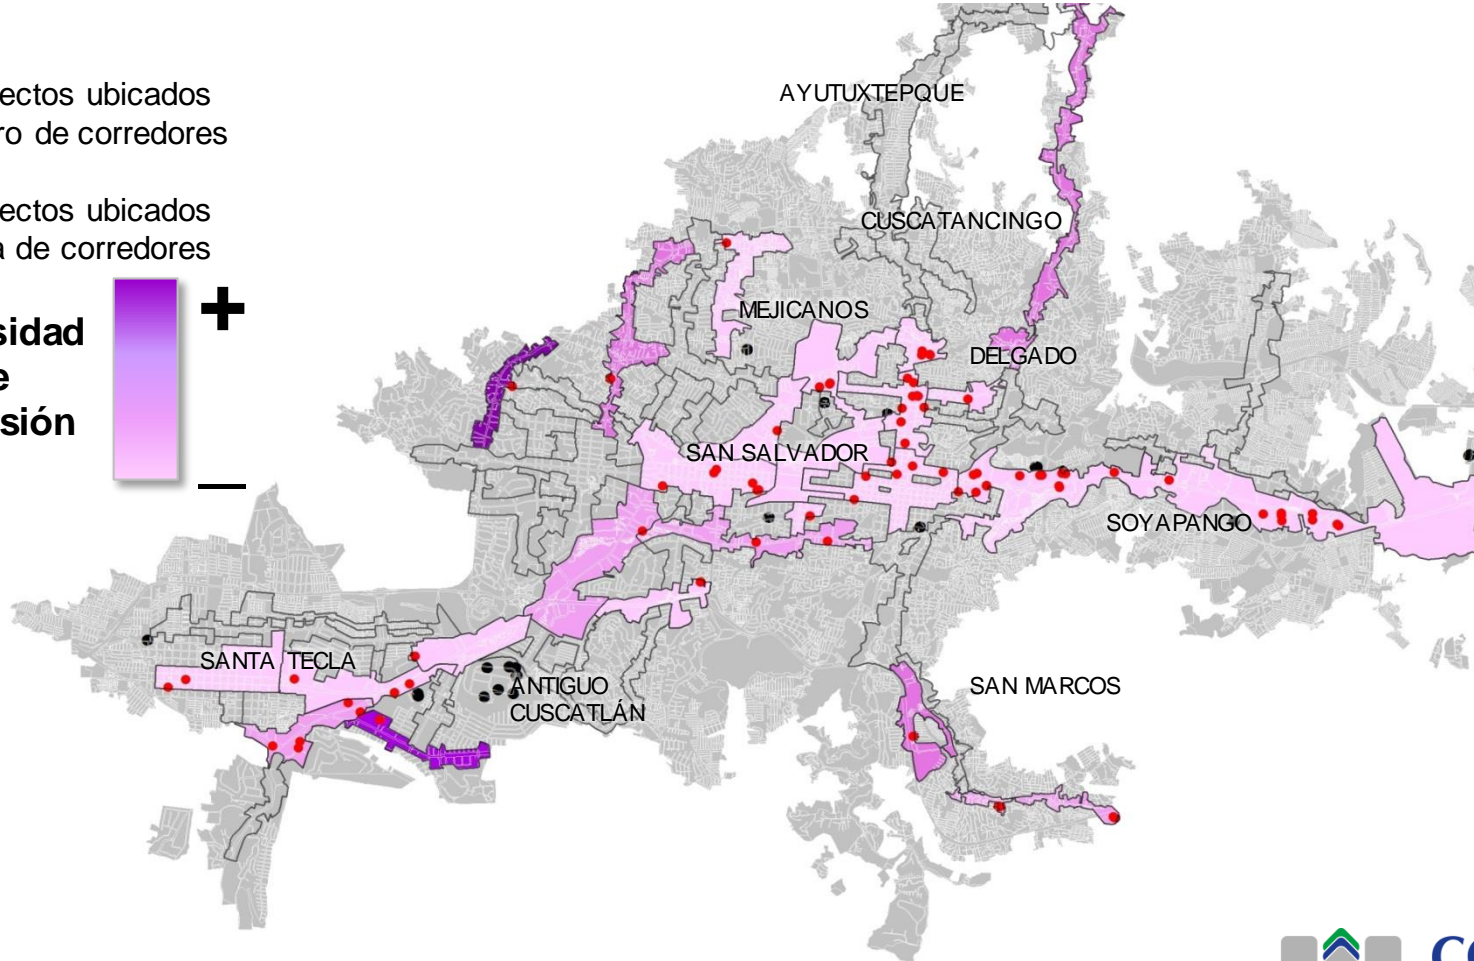 ectos ubicados
ro de corredores
ectos ubicados
a de corredores
+
sidad
e
sión
–
AYUTUXTEPQUE
CUSCATANCINGO
MEJICANOS
DELGADO
SAN SALVADOR
SOYAPANGO
SANTA TECLA
ANTIGUO
CUSCATLÁN
SAN MARCOS
CO